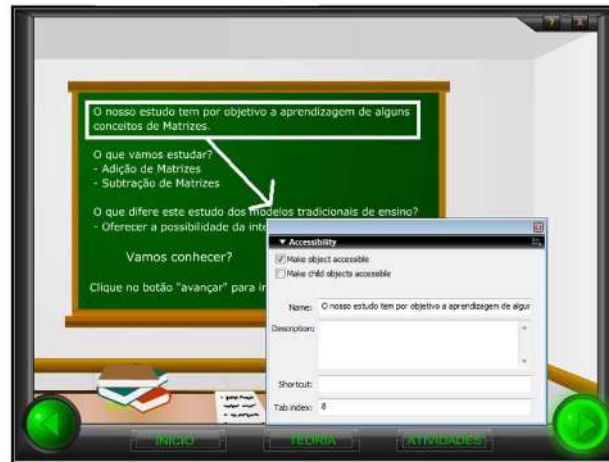 ? X
O nosso estudo tem por objetivo a aprendizagem de alguns
conceitos de Matrizes.
O que vamos estudar?
- Adição de Matrizes
- Subtração de Matrizes
O que difere este estudo dos modelos tradicionais de ensino?
- Oferecer a possibilidade da inte
Vamos conhecer?
Clique no botão "avançar" para in
Accessibility
Make object accessible
Make child objects accessible
Name: O nosso estudo tem por objetivo a aprendizagem de algur
Description:
Shortcut:
Tab index: 8
INICIO TEORIA ATIVIDADES